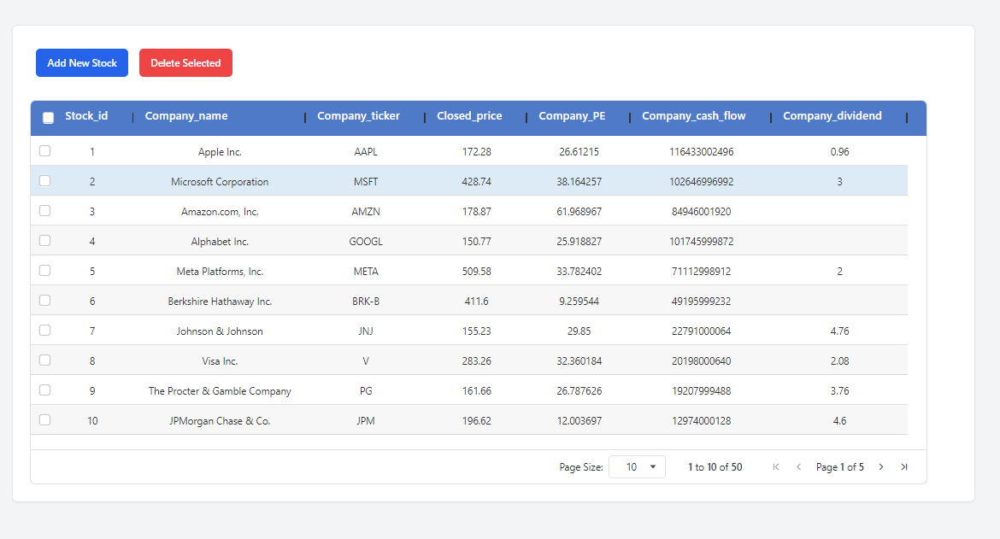 Add New Stock Delete Selected
Stock_id Company_name Company_ticker Closed_price Company_PE Company_cash_flow Company_dividend
1 Apple Inc. AAPL 172.28 26.61215 116433002496 0.96
2 Microsoft Corporation MSFT 428.74 38.164257 102646996992 3
3 Amazon.com, Inc. AMZN 178.87 61.968967 84946001920
4 Alphabet Inc. GOOGL 150.77 25.918827 101745999872
5 Meta Platforms, Inc. META 509.58 33.782402 71112998912 2
6 Berkshire Hathaway Inc. BRK-B 411.6 9.259544 49195999232
7 Johnson & Johnson JNJ 155.23 29.85 22791000064 4.76
8 Visa Inc. V 283.26 32.360184 20198000640 2.08
9 The Procter & Gamble Company PG 161.66 26.787626 19207999488 3.76
10 JPMorgan Chase & Co. JPM 196.62 12.003697 12974000128 4.6
Page Size: 10 1 to 10 of 50 Page 1 of 5